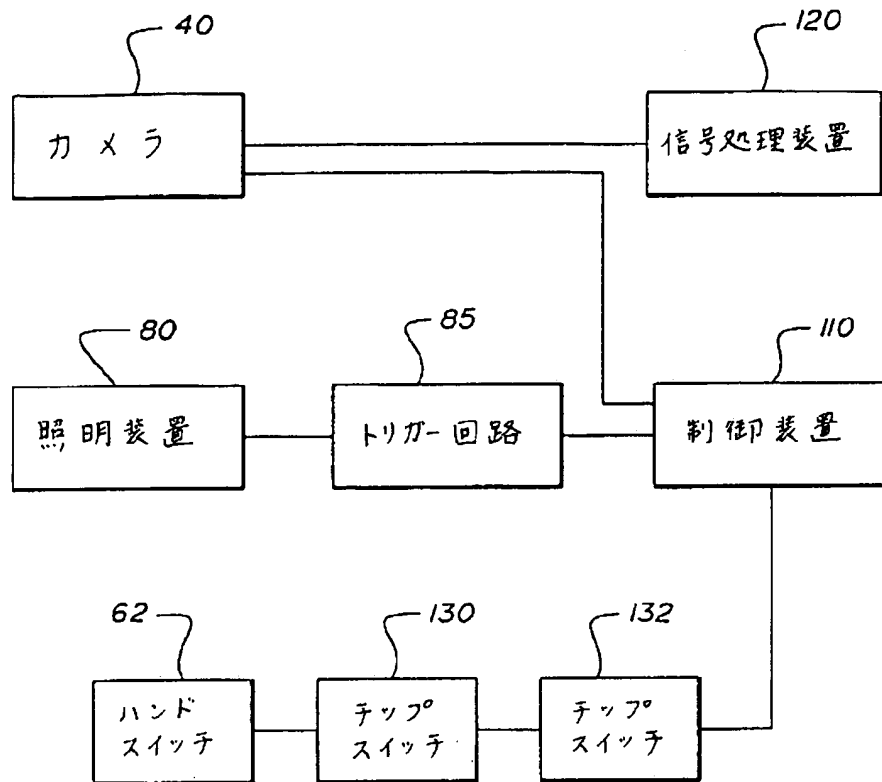 40
120
カメラ
信号処理装置
80
85
110
照明装置
トリガー回路
制御装置
62
130
132
ハンド
スイッチ
チップ
スイッチ
チップ
スイッチ